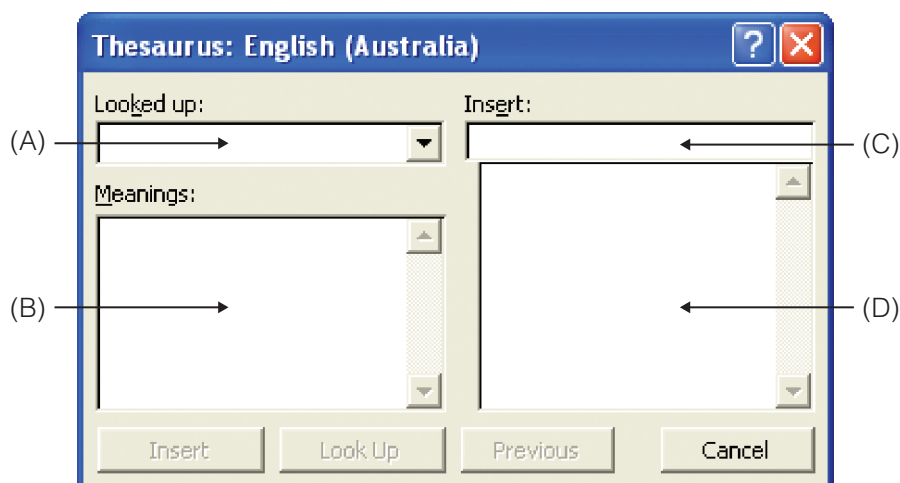 Thesaurus: English (Australia)
Looked up:
Insert:
(A)
(C)
Meanings:
(B)
(D)
Insert
Look Up
Previous
Cancel